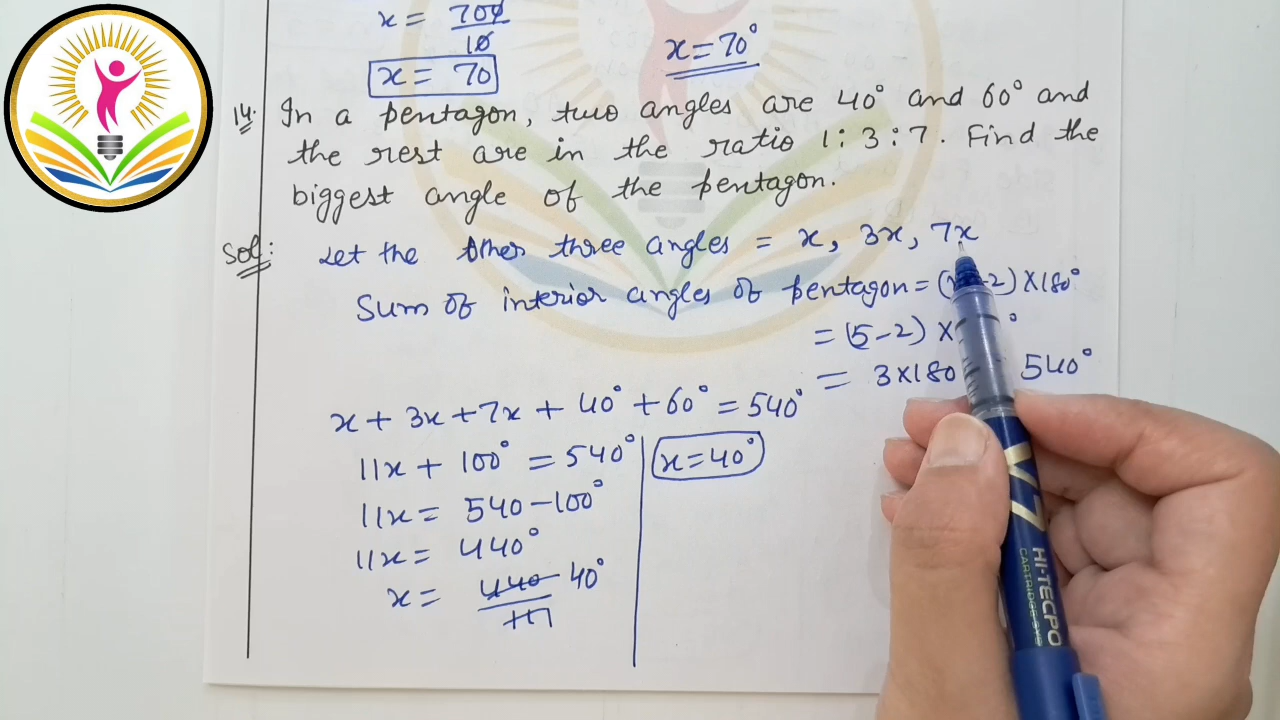 x = 700
10
x = 70
x = 70°
14. In a pentagon, two angles are 40° and 60° and
the rest are in the ratio 1 : 3 : 7. Find the
biggest angle of the pentagon.
Sol: Let the other three angles = x, 3x, 7x
Sum of interior angles of pentagon = ( -2) × 180°
= (5-2) × °
= 3×180 540°
x + 3x + 7x + 40° + 60° = 540°
11x + 100° = 540°
x = 40°
11x = 540 - 100°
11x = 440°
x = 440 40°
11
V7
HI-TECPO
CARTRIDGE SYS